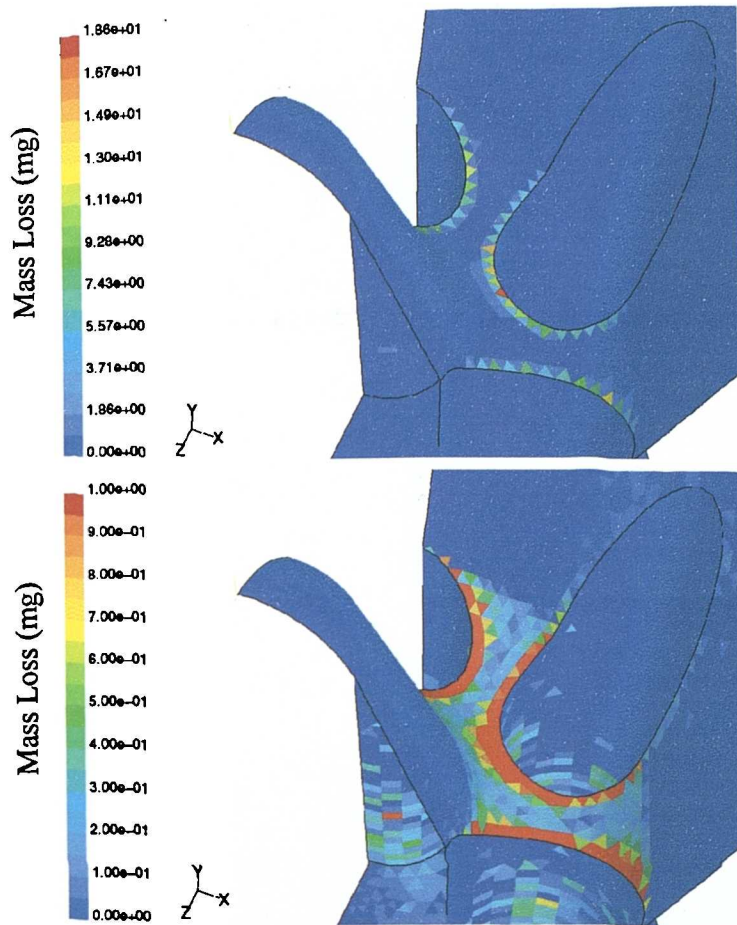 Mass Loss (mg)
1.86e+01
1.67e+01
1.49e+01
1.30e+01
1.11e+01
9.28e+00
7.43e+00
5.57e+00
3.71e+00
1.86e+00
0.00e+00
Y
Z
X
Mass Loss (mg)
1.00e+00
9.00e-01
8.00e-01
7.00e-01
6.00e-01
5.00e-01
4.00e-01
3.00e-01
2.00e-01
1.00e-01
0.00e+00
Y
Z
X